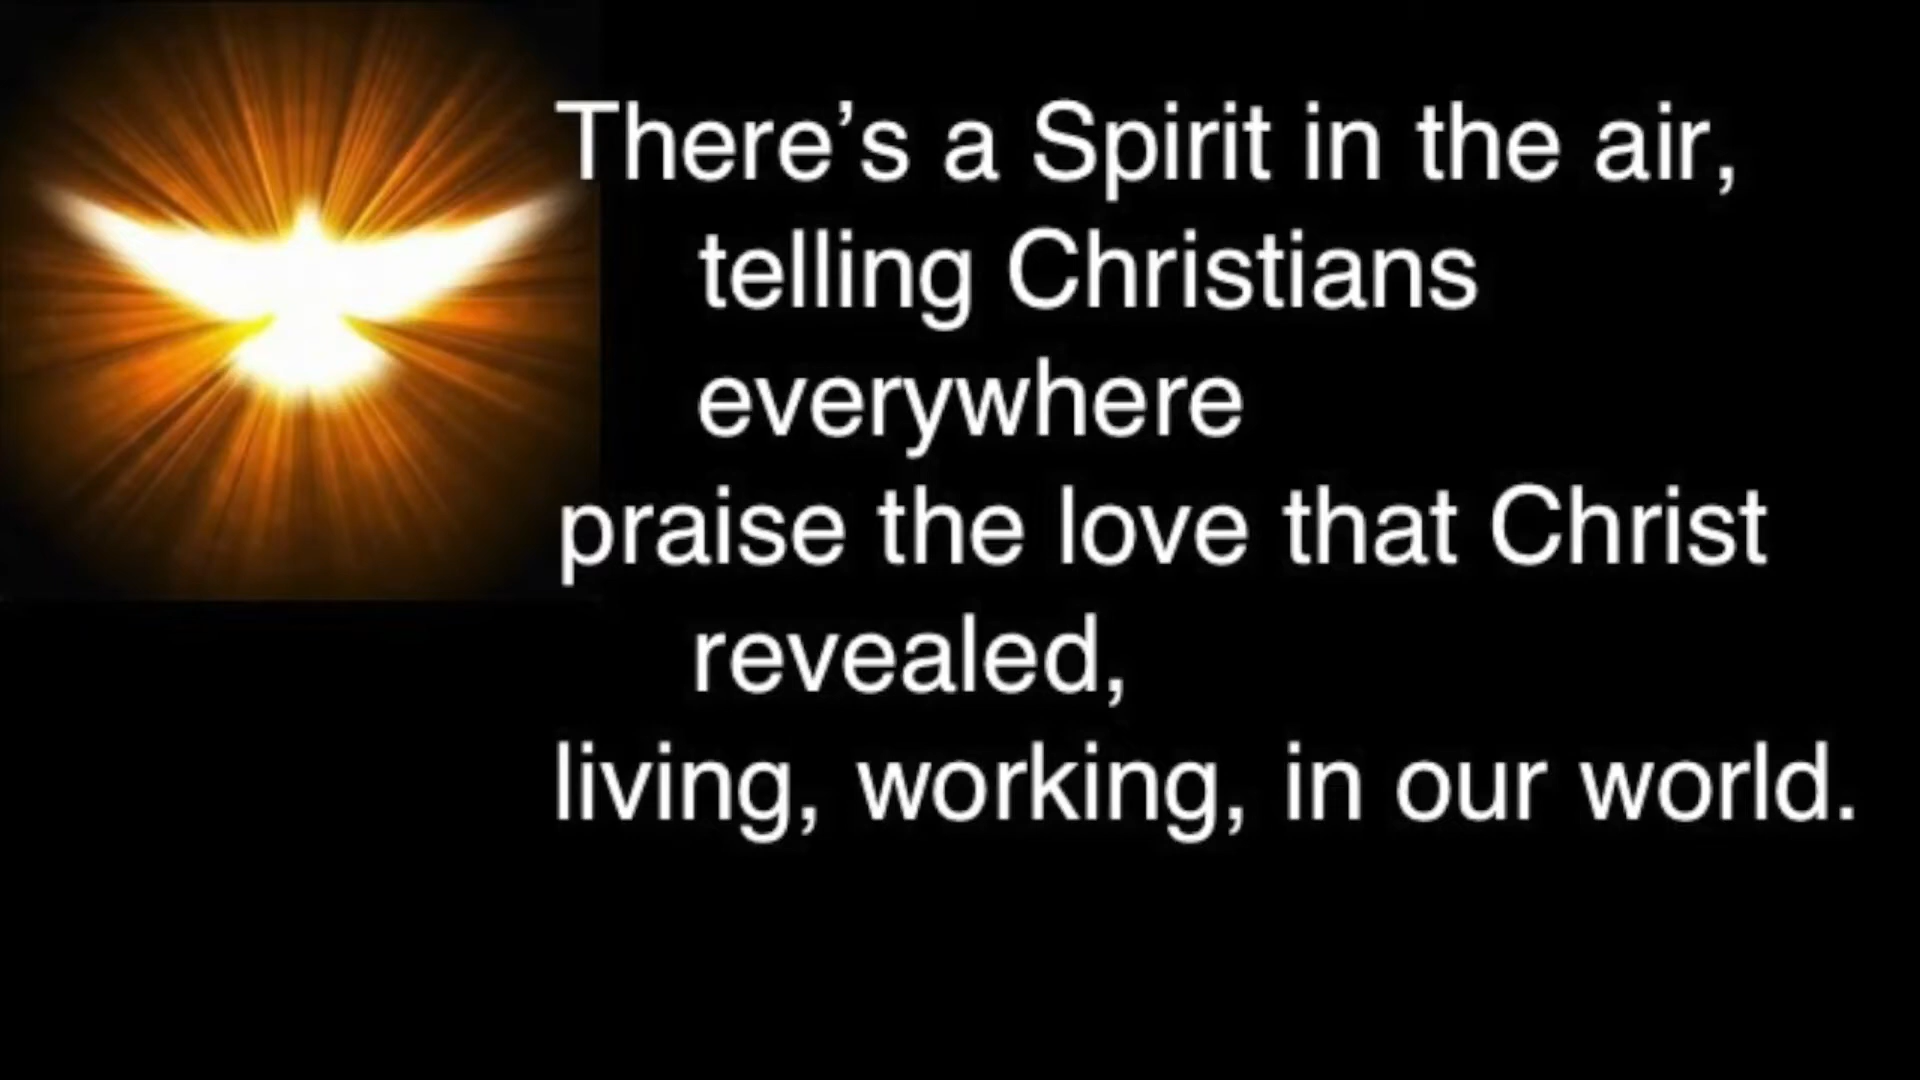 There’s a Spirit in the air,
telling Christians
everywhere
praise the love that Christ
revealed,
living, working, in our world.